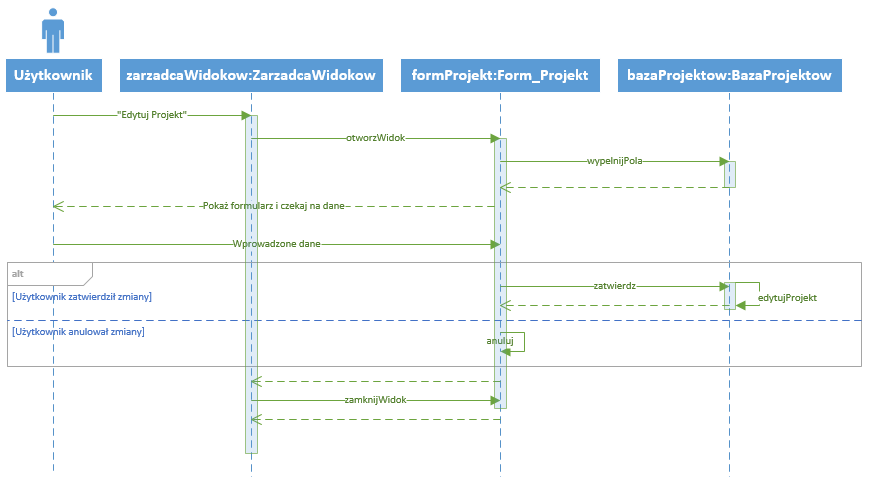 Użytkownik
zarzadcaWidokow:ZarzadcaWidokow
formProjekt:Form_Projekt
bazaProjektow:BazaProjektow
"Edytuj Projekt"
otworzWidok
wypelnijPola
Pokaż formularz i czekaj na dane
Wprowadzone dane
alt
zatwierdz
[Użytkownik zatwierdził zmiany]
edytujProjekt
[Użytkownik anulował zmiany]
anuluj
zamknijWidok